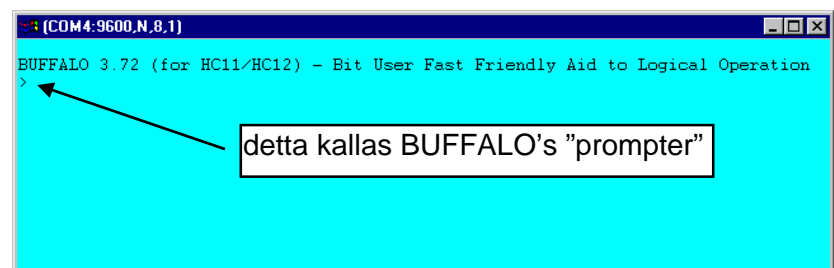 (COM4:9600,N,8,1)
BUFFALO 3.72 (for HC11/HC12) - Bit User Fast Friendly Aid to Logical Operation
>
detta kallas BUFFALO's ”prompter”